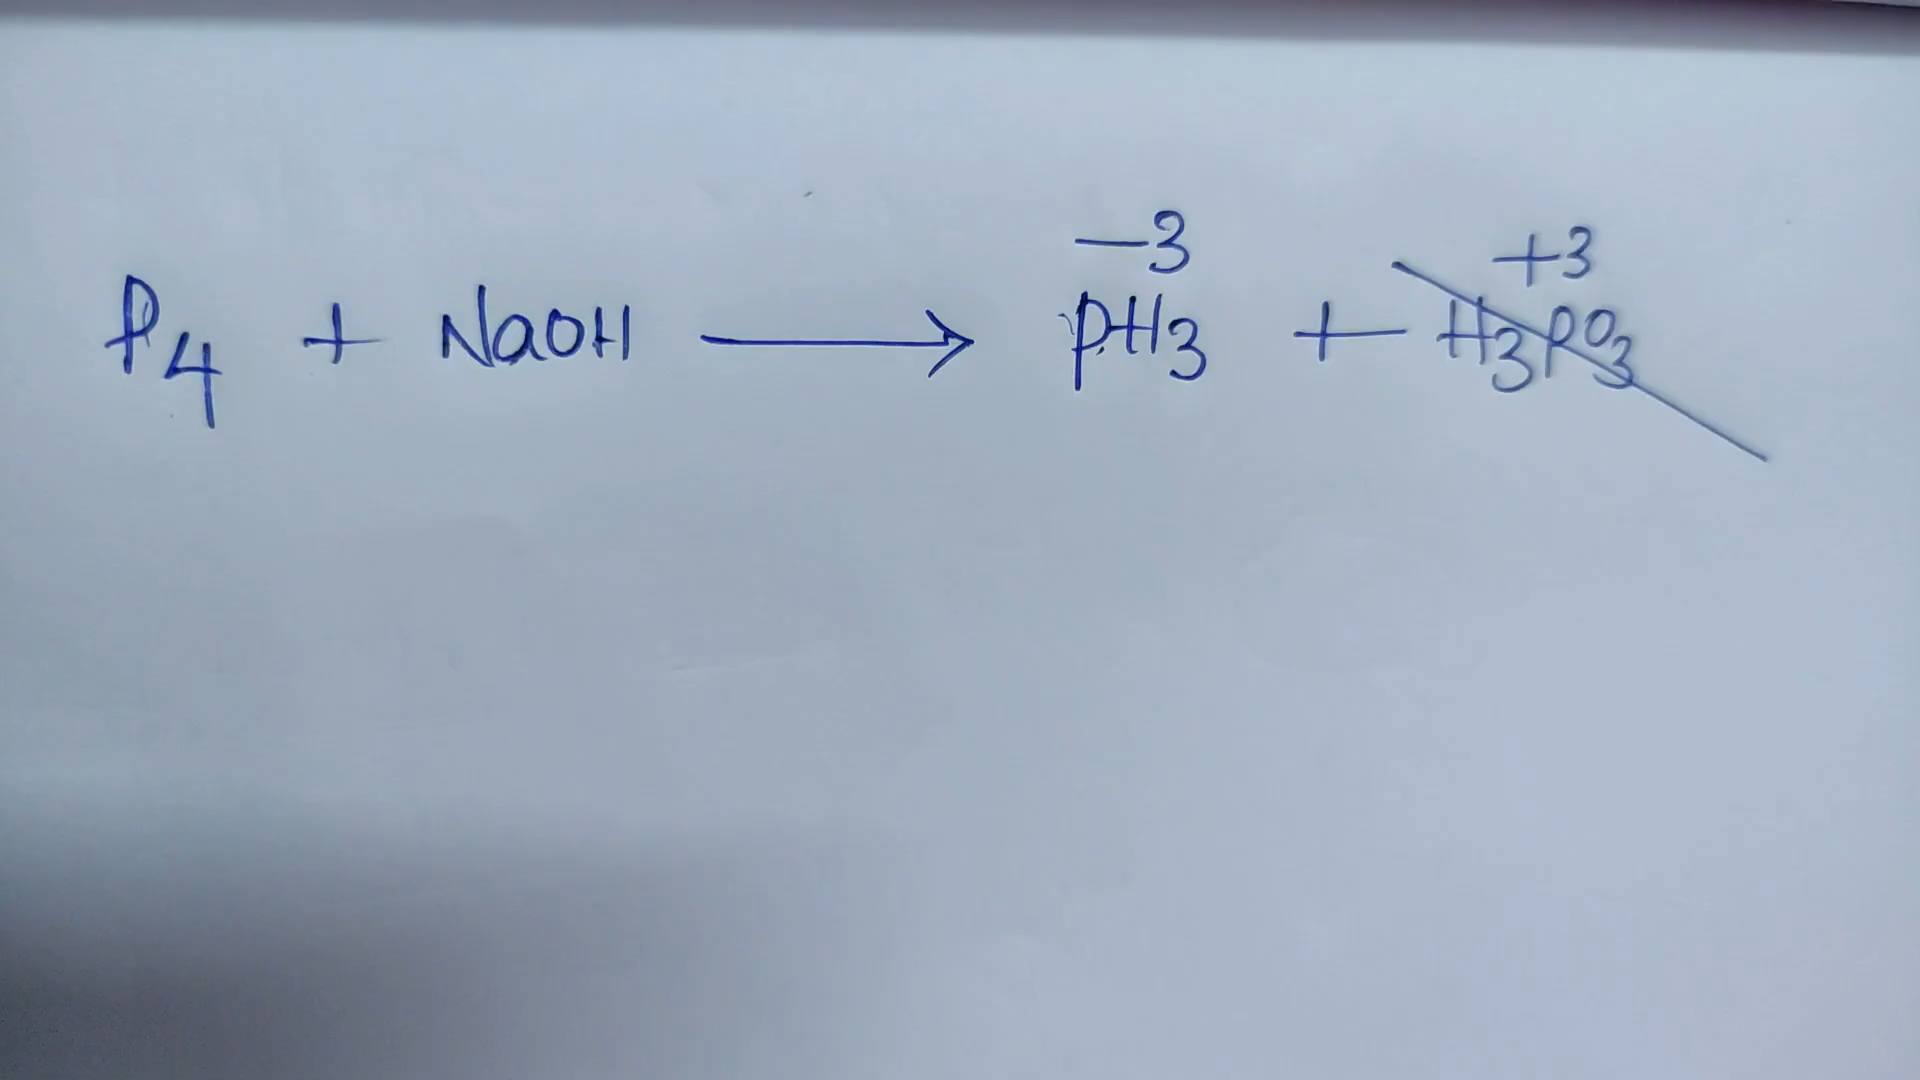 -3 +3
P4 + NaOH ⟶ PH3 + H3PO3